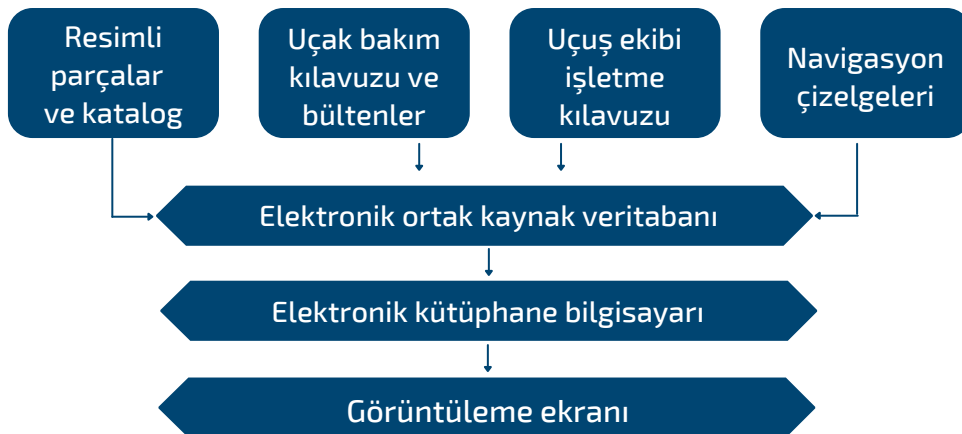 Resimli
parçalar
ve katalog
Uçak bakım
kılavuzu ve
bültenler
Uçuş ekibi
işletme
kılavuzu
Navigasyon
çizelgeleri
Elektronik ortak kaynak veritabanı
Elektronik kütüphane bilgisayarı
Görüntüleme ekranı